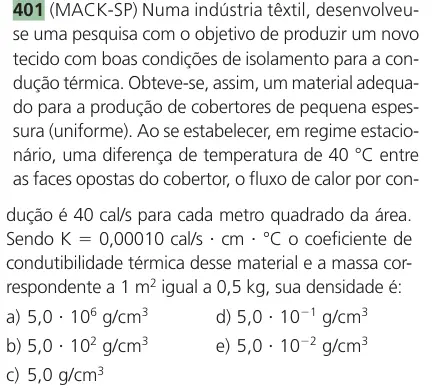 401 (MACK-SP) Numa indústria têxtil, desenvolveu-
se uma pesquisa com o objetivo de produzir um novo
tecido com boas condições de isolamento para a con-
dução térmica. Obteve-se, assim, um material adequa-
do para a produção de cobertores de pequena espes-
sura (uniforme). Ao se estabelecer, em regime estacio-
nário, uma diferença de temperatura de 40 °C entre
as faces opostas do cobertor, o fluxo de calor por con-
dução é 40 cal/s para cada metro quadrado da área.
Sendo K = 0,00010 cal/s · cm · °C o coeficiente de
condutibilidade térmica desse material e a massa cor-
respondente a 1 m² igual a 0,5 kg, sua densidade é:
a) 5,0 · 10⁶ g/cm³ d) 5,0 · 10⁻¹ g/cm³
b) 5,0 · 10² g/cm³ e) 5,0 · 10⁻² g/cm³
c) 5,0 g/cm³